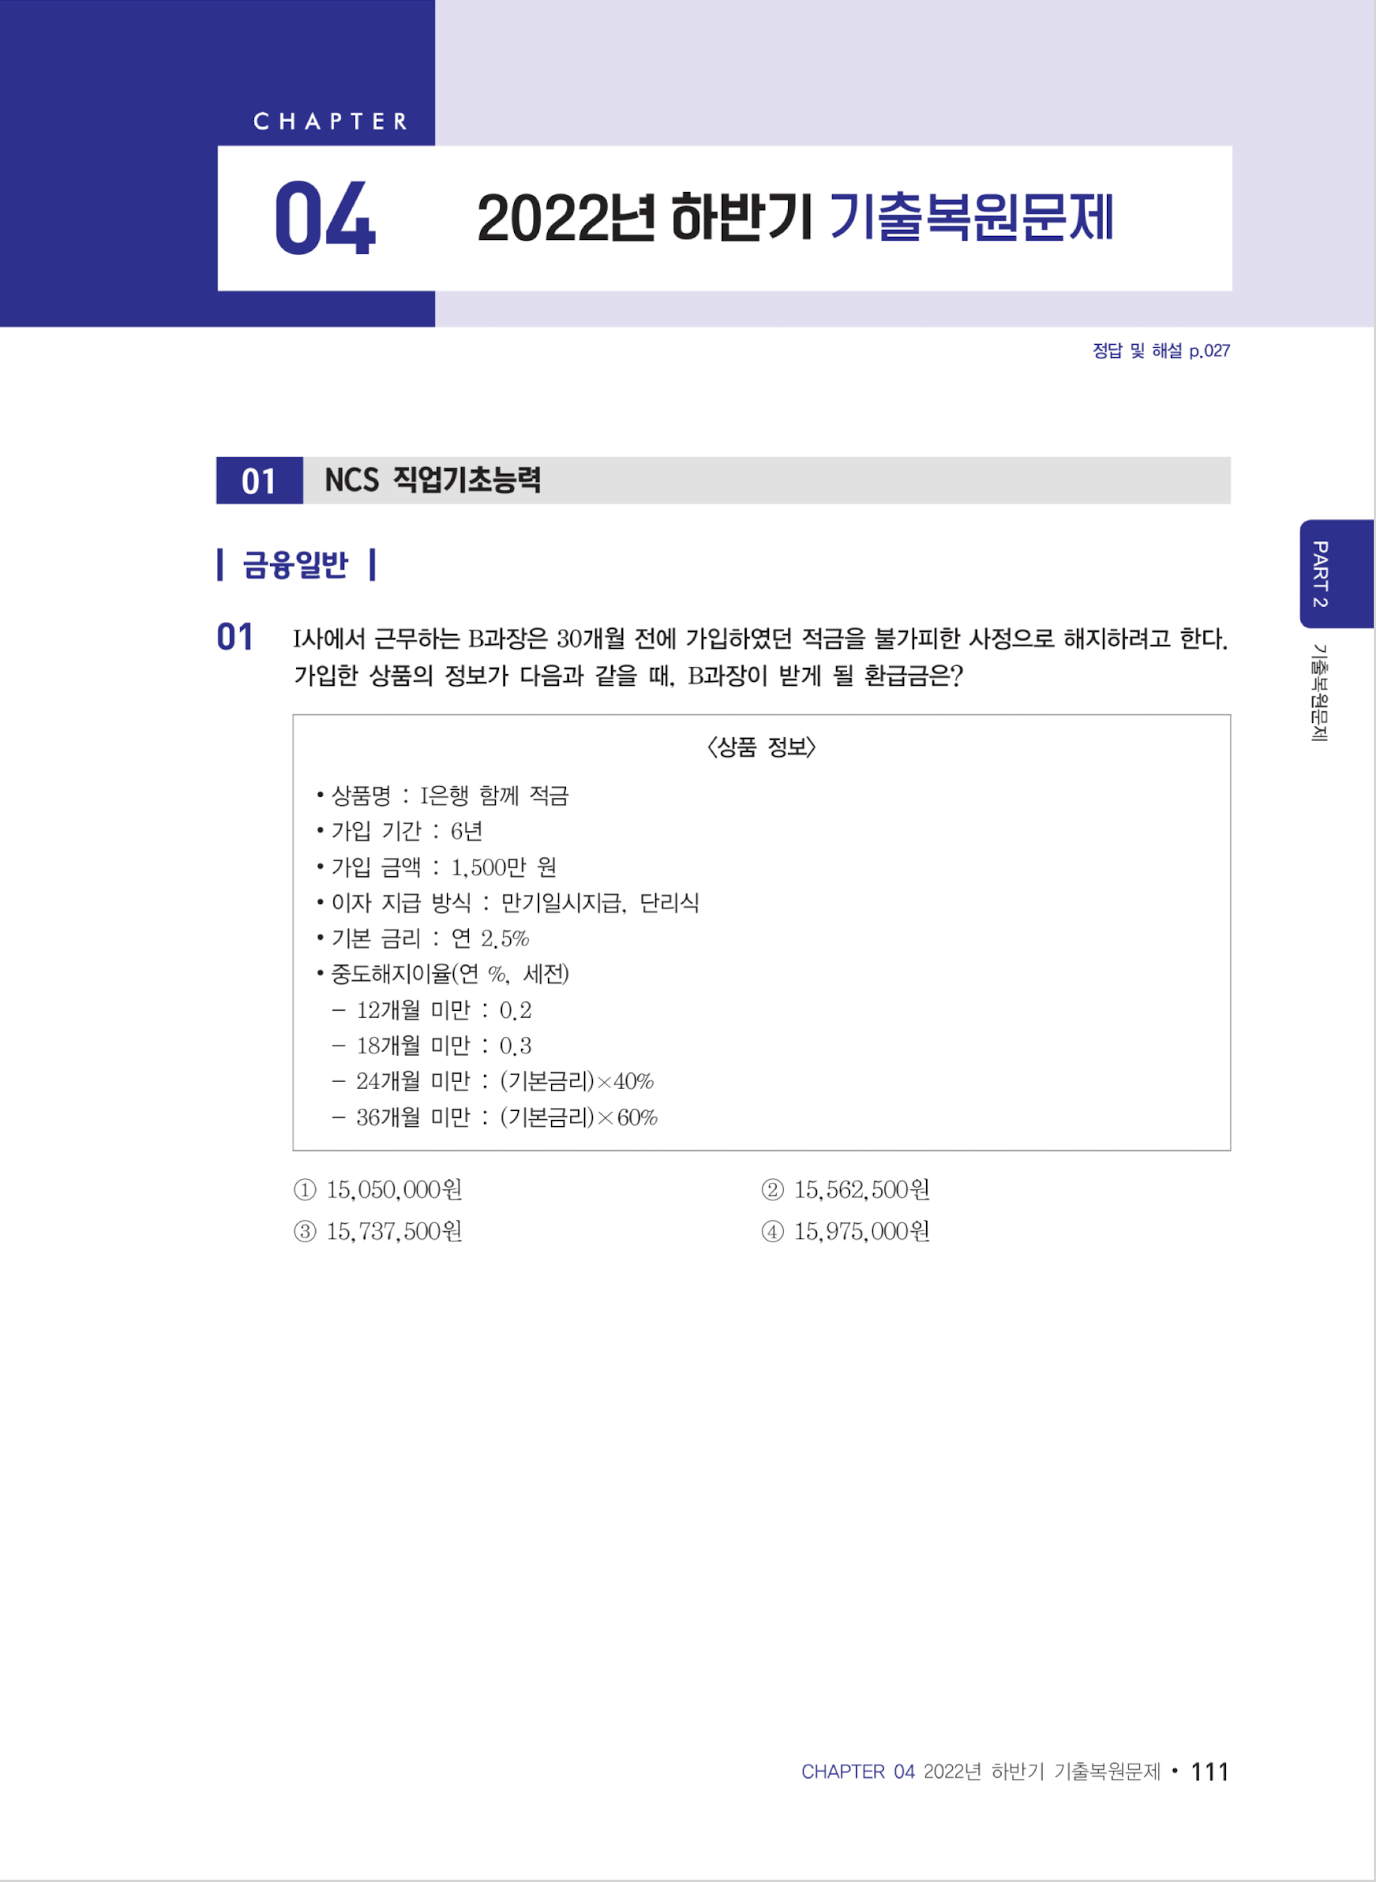 CHAPTER
04 2022년 하반기 기출복원문제
정답 및 해설 p.027
01 NCS 직업기초능력
| 금융일반 |
01 I사에서 근무하는 B과장은 30개월 전에 가입하였던 적금을 불가피한 사정으로 해지하려고 한다.
가입한 상품의 정보가 다음과 같을 때, B과장이 받게 될 환급금은?
〈상품 정보〉
• 상품명 : I은행 함께 적금
• 가입 기간 : 6년
• 가입 금액 : 1,500만 원
• 이자 지급 방식 : 만기일시지급, 단리식
• 기본 금리 : 연 2.5%
• 중도해지이율(연 %, 세전)
- 12개월 미만 : 0.2
- 18개월 미만 : 0.3
- 24개월 미만 : (기본금리)×40%
- 36개월 미만 : (기본금리)×60%
① 15,050,000원 ② 15,562,500원
③ 15,737,500원 ④ 15,975,000원
PART 2
기출복원문제
CHAPTER 04 2022년 하반기 기출복원문제 • 111